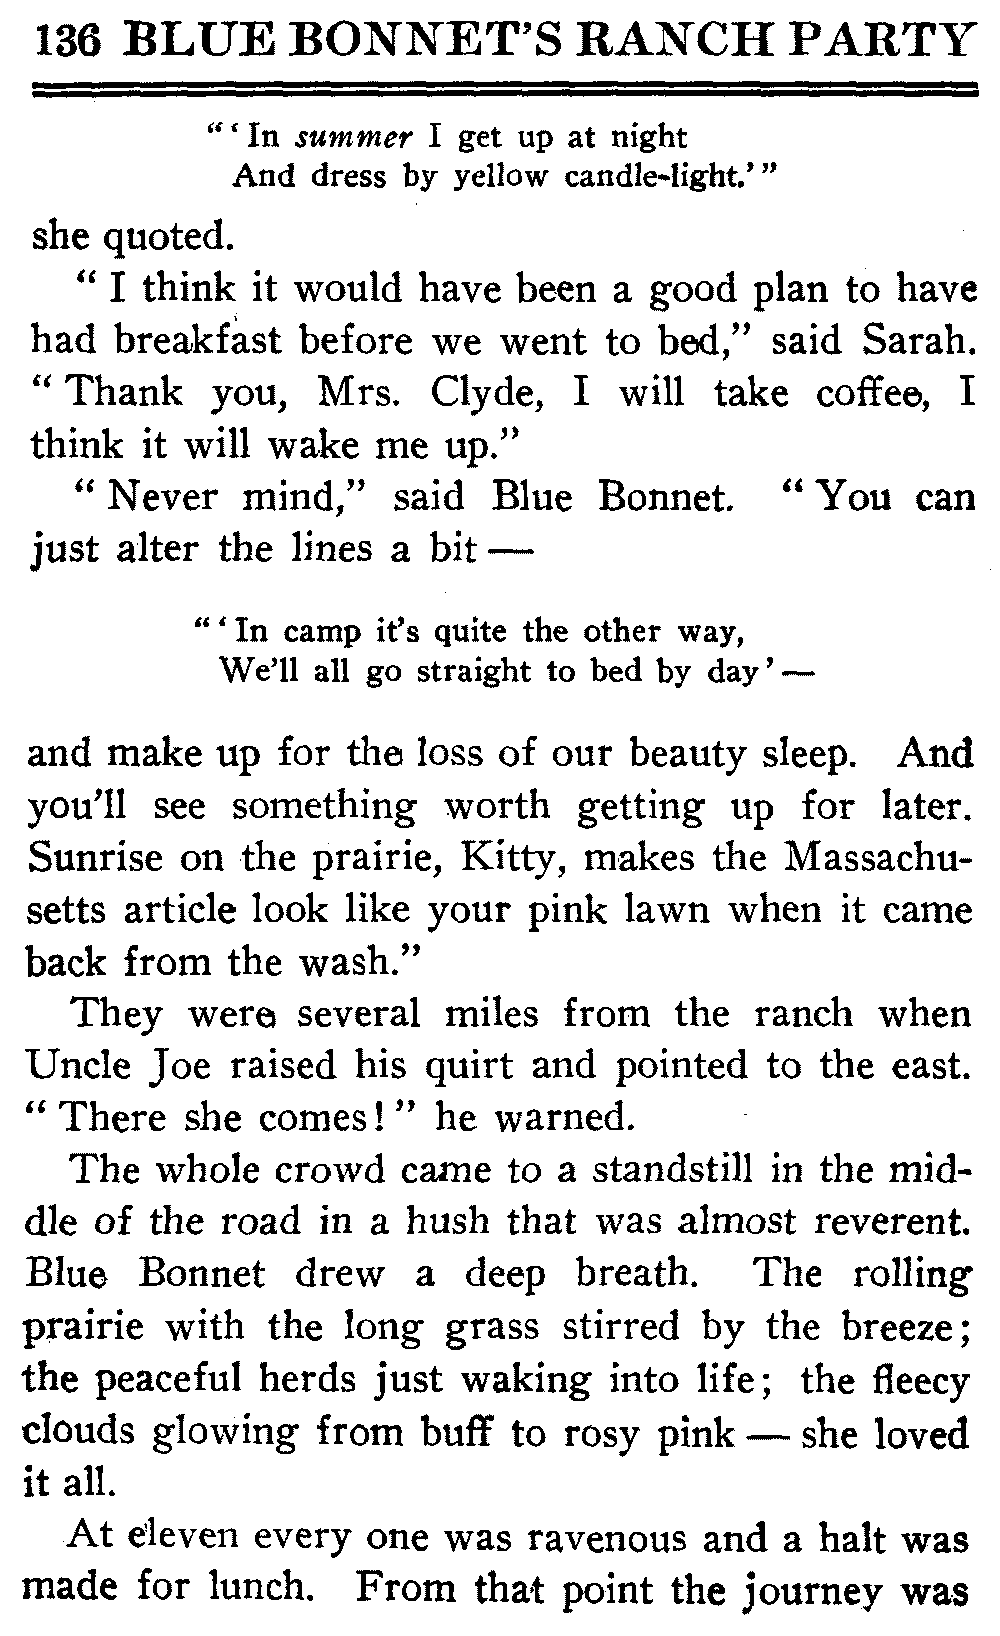 136 BLUE BONNET'S RANCH PARTY
"'In summer I get up at night
And dress by yellow candle-light.'"
she quoted.
"I think it would have been a good plan to have
had breakfast before we went to bed," said Sarah.
"Thank you, Mrs. Clyde, I will take coffee, I
think it will wake me up."
"Never mind," said Blue Bonnet. "You can
just alter the lines a bit —
"'In camp it's quite the other way,
We'll all go straight to bed by day' —
and make up for the loss of our beauty sleep. And
you'll see something worth getting up for later.
Sunrise on the prairie, Kitty, makes the Massachu-
setts article look like your pink lawn when it came
back from the wash."
They were several miles from the ranch when
Uncle Joe raised his quirt and pointed to the east.
"There she comes!" he warned.
The whole crowd came to a standstill in the mid-
dle of the road in a hush that was almost reverent.
Blue Bonnet drew a deep breath. The rolling
prairie with the long grass stirred by the breeze;
the peaceful herds just waking into life; the fleecy
clouds glowing from buff to rosy pink — she loved
it all.
At eleven every one was ravenous and a halt was
made for lunch. From that point the journey was